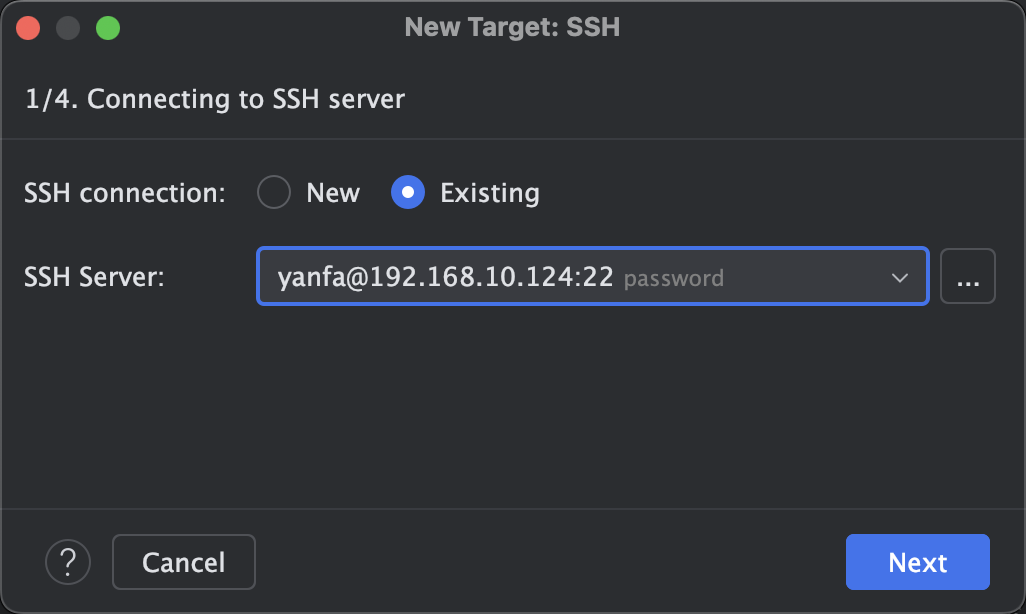 New Target: SSH
1/4. Connecting to SSH server
SSH connection: New Existing
SSH Server: yanfa@192.168.10.124:22 password ...
? Cancel Next